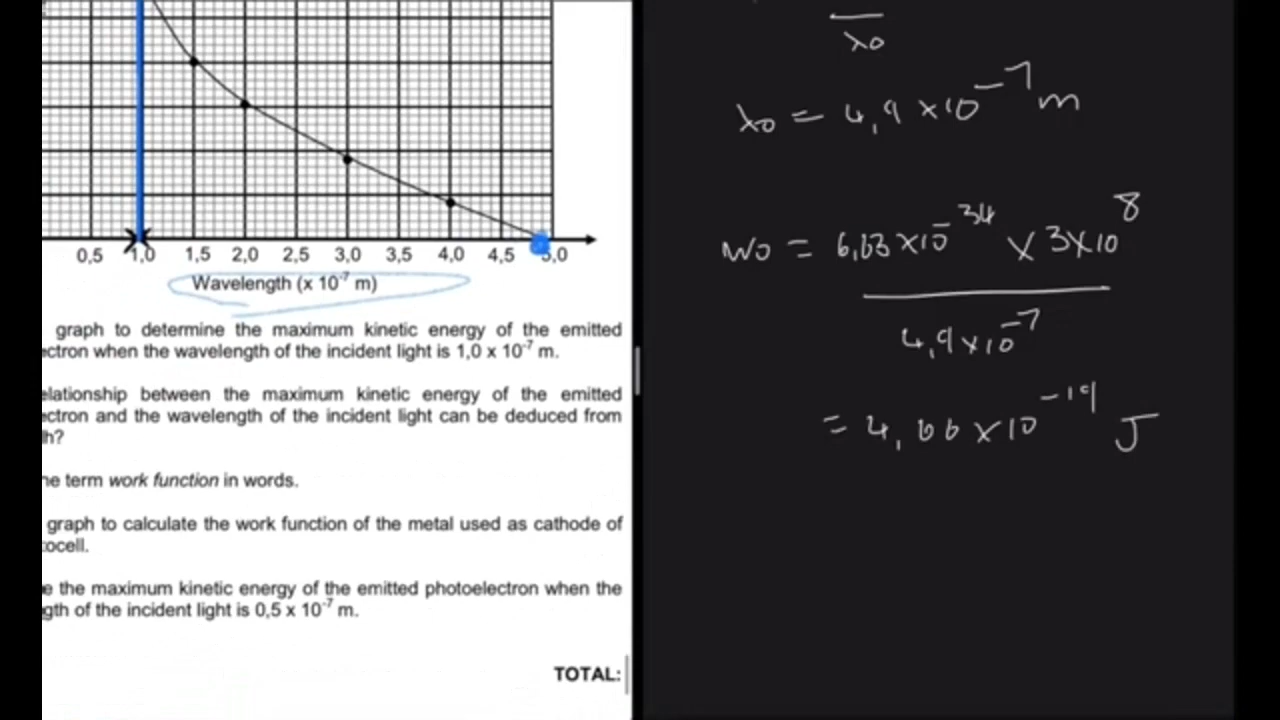 0,5 1,0 1,5 2,0 2,5 3,0 3,5 4,0 4,5 5,0
Wavelength (x 10⁻⁷ m)
graph to determine the maximum kinetic energy of the emitted
ectron when the wavelength of the incident light is 1,0 x 10⁻⁷ m.
elationship between the maximum kinetic energy of the emitted
ectron and the wavelength of the incident light can be deduced from
h?
ne term work function in words.
graph to calculate the work function of the metal used as cathode of
ocell.
e the maximum kinetic energy of the emitted photoelectron when the
gth of the incident light is 0,5 x 10⁻⁷ m.
TOTAL:
λ0
λ0 = 4,9 ×10⁻⁷ m
W0 = 6,63 ×10⁻³⁴ × 3×10⁸
4,9×10⁻⁷
= 4,06 ×10⁻¹⁹ J